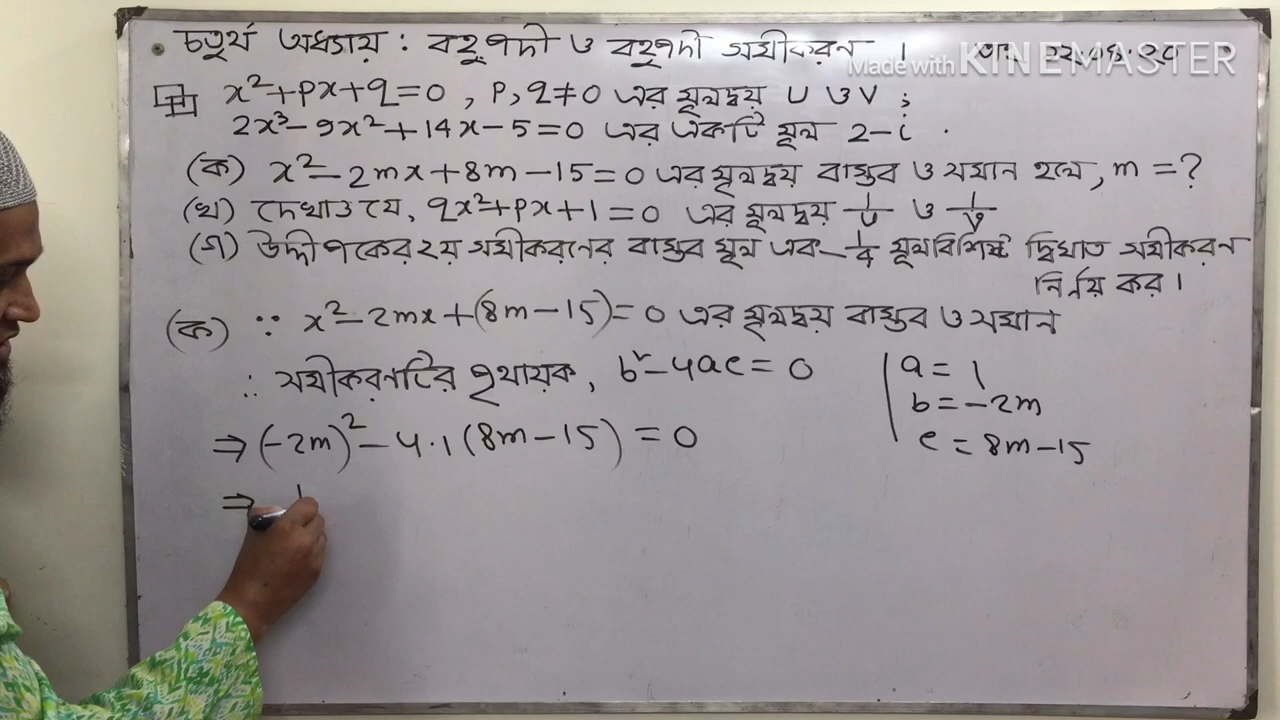 চতুর্থ অধ্যায় : বহুপদী ও বহুপদী সমীকরণ ।
Made with KINEMASTER
x²+px+q=0 , p,q≠0 এর মূলদ্বয় u ও v ;
2x³-9x²+14x-5=0 এর একটি মূল 2-i .
(ক) x²-2mx+8m-15=0 এর মূলদ্বয় বাস্তব ও সমান হলে, m=?
(খ) দেখাও যে, qx²+px+1=0 এর মূলদ্বয় 1/u ও 1/v
(গ) উদ্দীপকের ২য় সমীকরনের বাস্তব মূল এবং -1/4 মূলবিশিষ্ট দ্বিঘাত সমীকরন
নির্ণয় কর।
(ক) ∵ x²-2mx+(8m-15)=0 এর মূলদ্বয় বাস্তব ও সমান
∴ সমীকরণটির পৃথায়ক, b²-4ac=0
a=1
b=-2m
c=8m-15
⇒(-2m)²-4·1(8m-15)=0
⇒